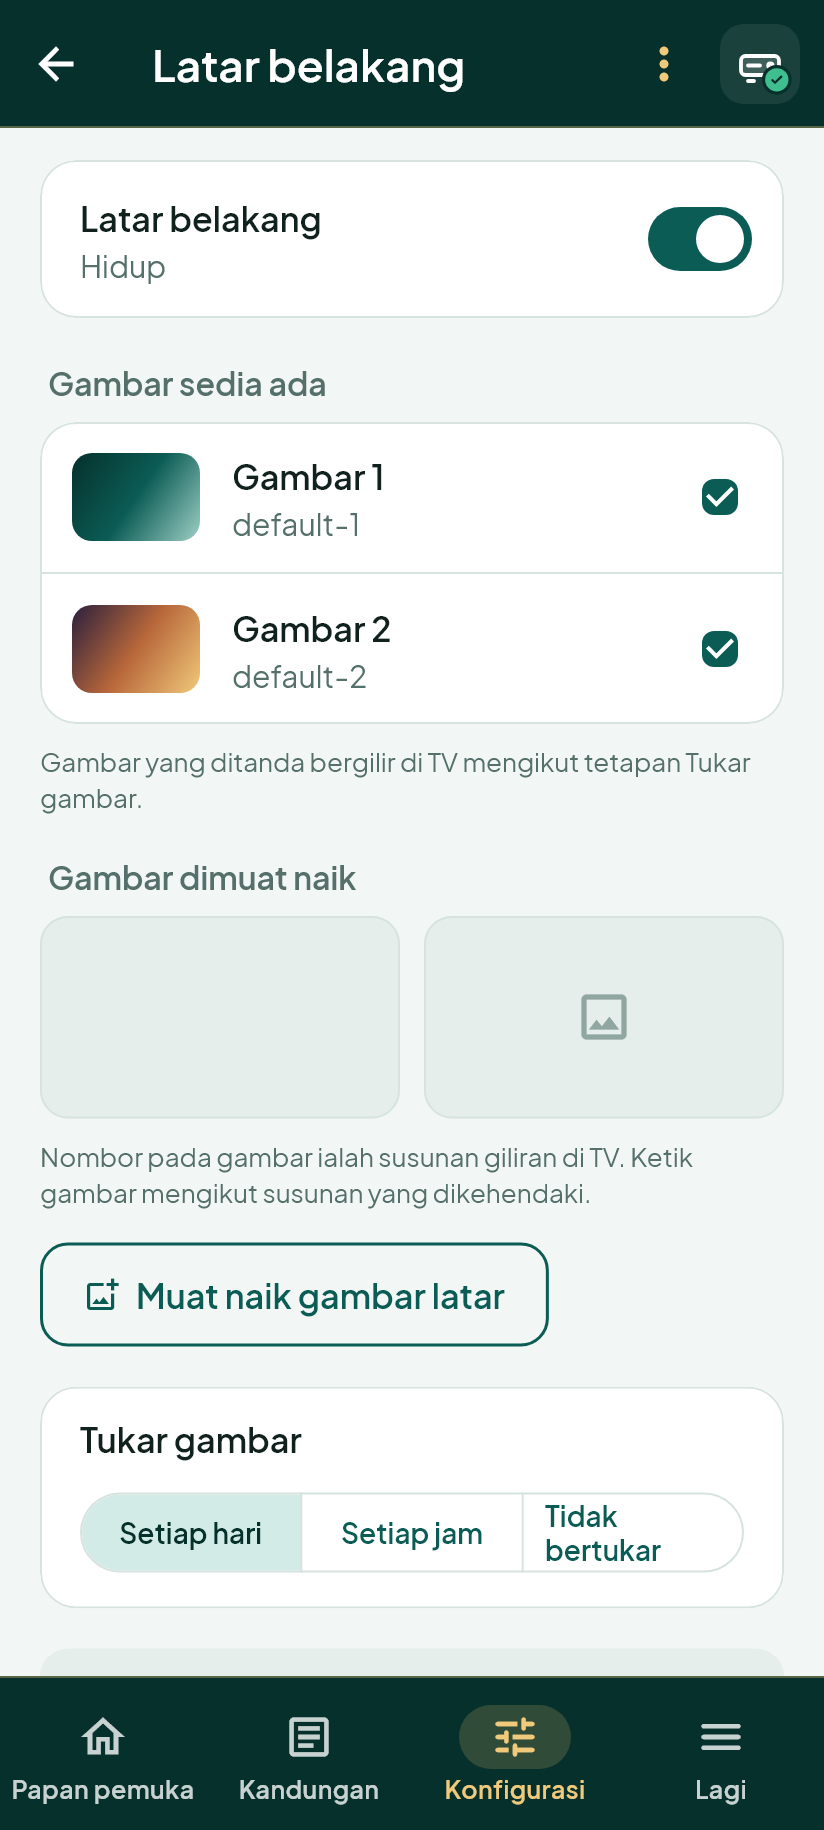 Latar belakang
Latar belakang
Hidup
Gambar sedia ada
Gambar 1
default-1
Gambar 2
default-2
Gambar yang ditanda bergilir di TV mengikut tetapan Tukar
gambar.
Gambar dimuat naik
Nombor pada gambar ialah susunan giliran di TV. Ketik
gambar mengikut susunan yang dikehendaki.
Muat naik gambar latar
Tukar gambar
Setiap hari
Setiap jam
Tidak
bertukar
Papan pemuka
Kandungan
Konfigurasi
Lagi